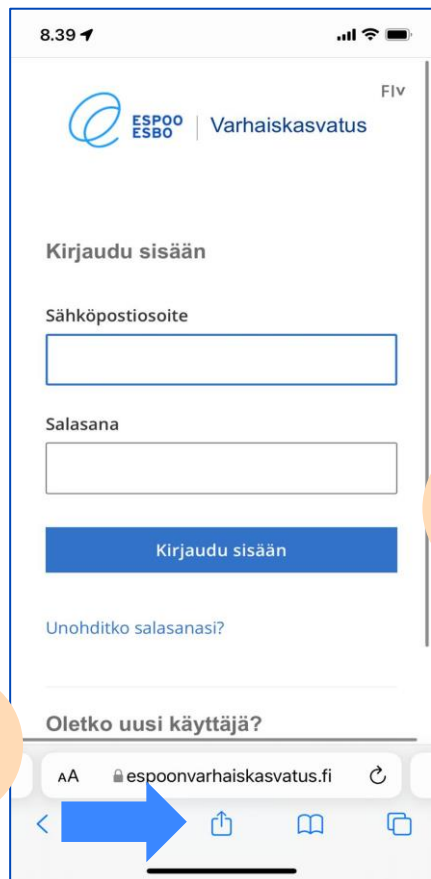 8.39
FI
ESPOO
ESBO
Varhaiskasvatus
Kirjaudu sisään
Sähköpostiosoite
Salasana
Kirjaudu sisään
Unohditko salasanasi?
Oletko uusi käyttäjä?
AA espoonvarhaiskasvatus.fi